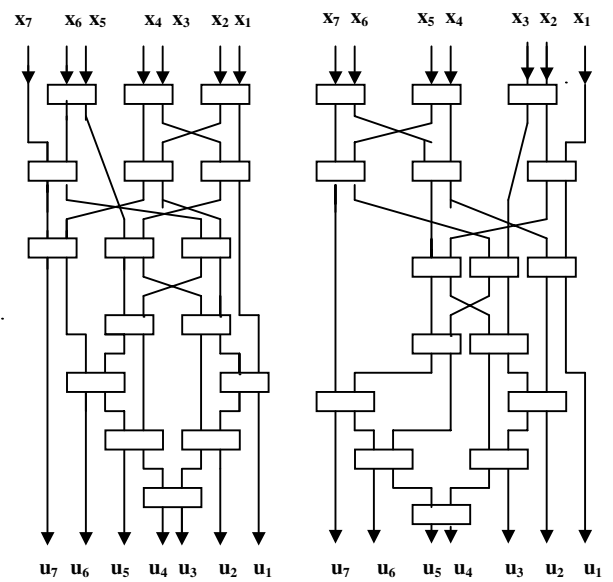 x₇ x₆ x₅ x₄ x₃ x₂ x₁ x₇ x₆ x₅ x₄ x₃ x₂ x₁
u₇ u₆ u₅ u₄ u₃ u₂ u₁ u₇ u₆ u₅ u₄ u₃ u₂ u₁